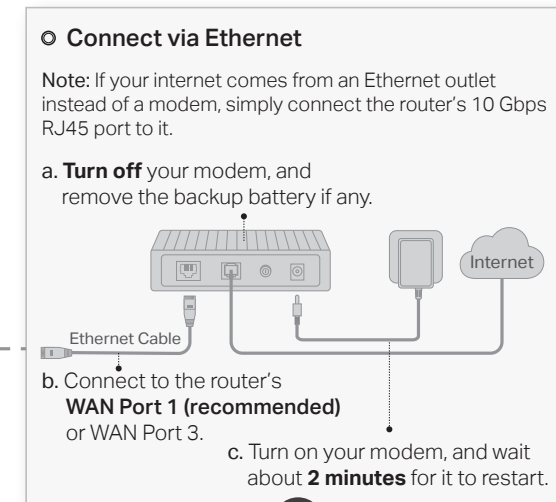 Connect via Ethernet
Note: If your internet comes from an Ethernet outlet
instead of a modem, simply connect the router's 10 Gbps
RJ45 port to it.
a. Turn off your modem, and
remove the backup battery if any.
Internet
Ethernet Cable
b. Connect to the router's
WAN Port 1 (recommended)
or WAN Port 3.
c. Turn on your modem, and wait
about 2 minutes for it to restart.